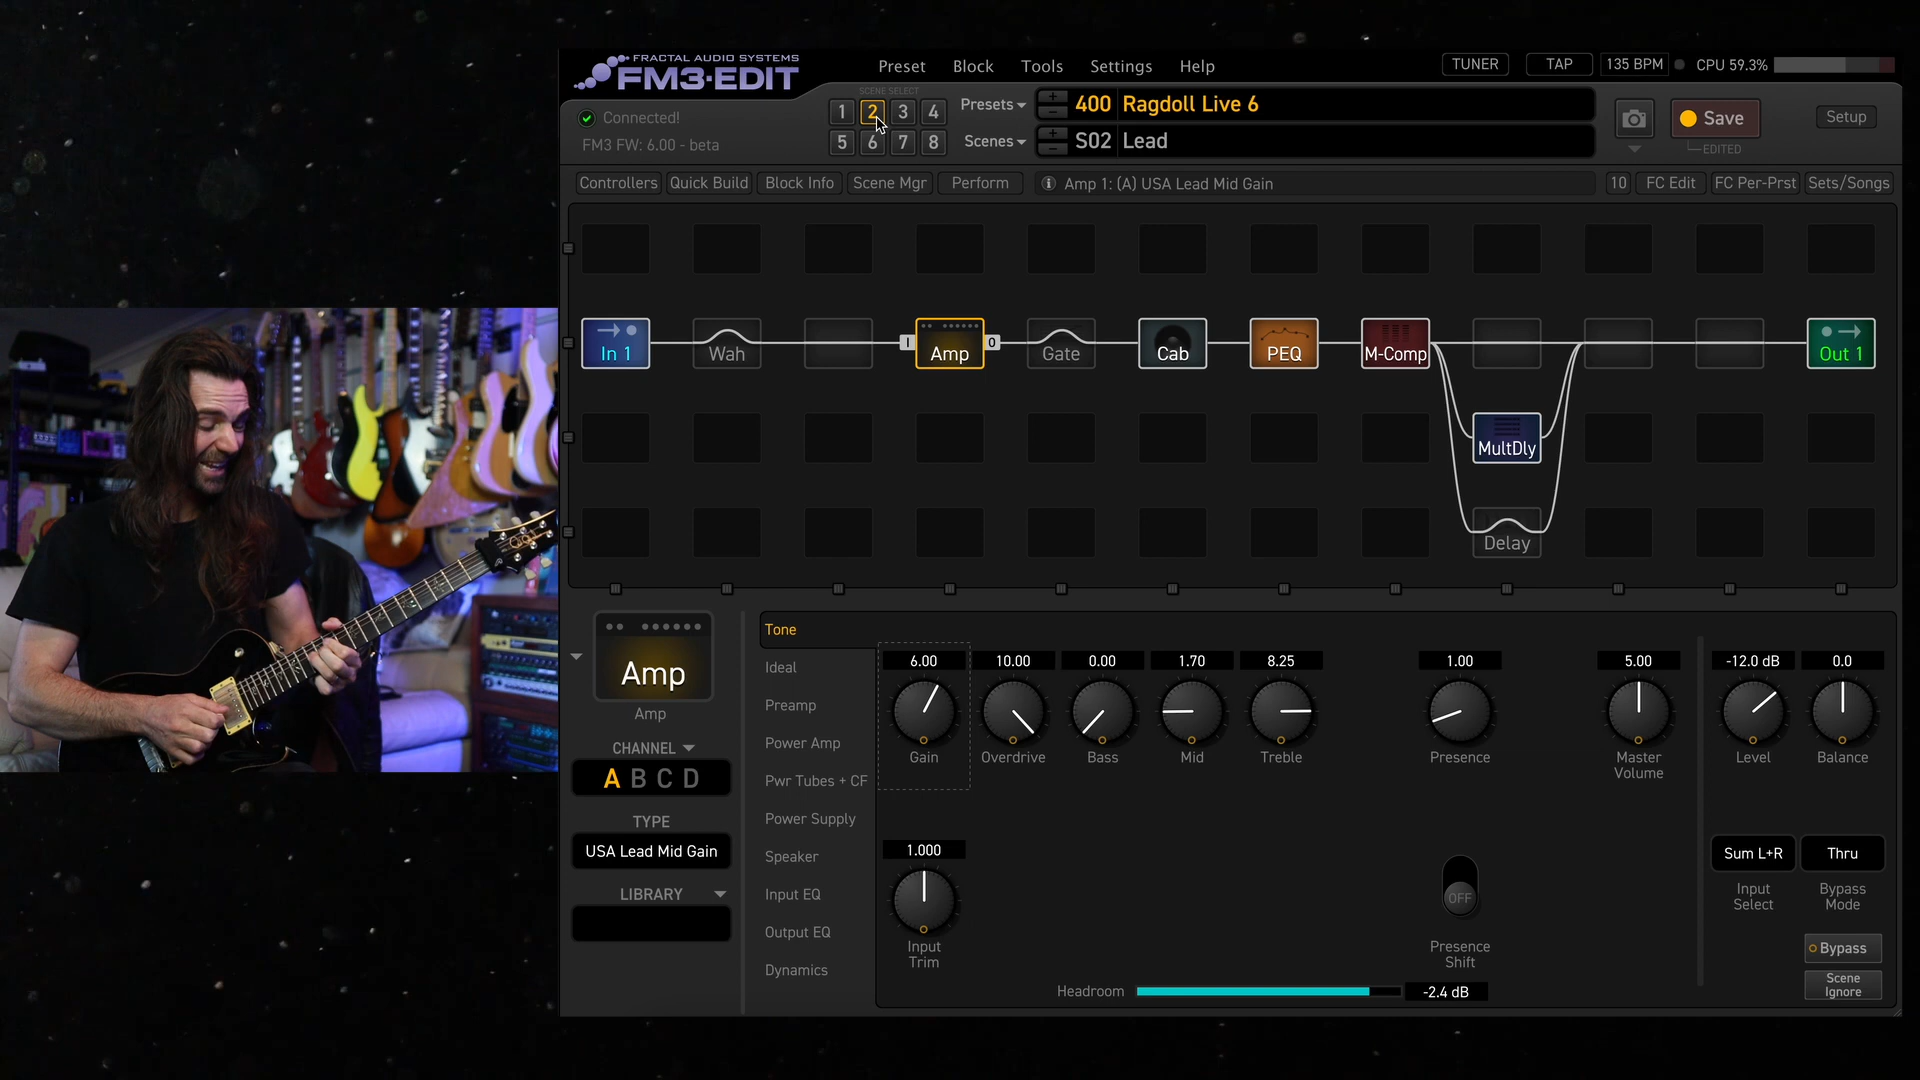 FRACTAL AUDIO SYSTEMS
FM3-EDIT
Preset Block Tools Settings Help
TUNER TAP 135 BPM CPU 59.3%
SCENE SELECT
1 2 3 4
5 6 7 8
Connected!
FM3 FW: 6.00 - beta
Presets 400 Ragdoll Live 6
Scenes S02 Lead
Save
EDITED
Setup
Controllers Quick Build Block Info Scene Mgr Perform Amp 1: (A) USA Lead Mid Gain 10 FC Edit FC Per-Prst Sets/Songs
In 1 Wah I Amp O Gate Cab PEQ M-Comp Out 1
MultDly
Delay
Amp
Amp
CHANNEL
A B C D
TYPE
USA Lead Mid Gain
LIBRARY
Tone
Ideal
Preamp
Power Amp
Pwr Tubes + CF
Power Supply
Speaker
Input EQ
Output EQ
Dynamics
6.00 10.00 0.00 1.70 8.25 1.00 5.00 -12.0 dB 0.0
Gain Overdrive Bass Mid Treble Presence Master Volume Level Balance
1.000
Input Trim
OFF
Presence Shift
Sum L+R Thru
Input Select Bypass Mode
Bypass
Scene Ignore
Headroom -2.4 dB